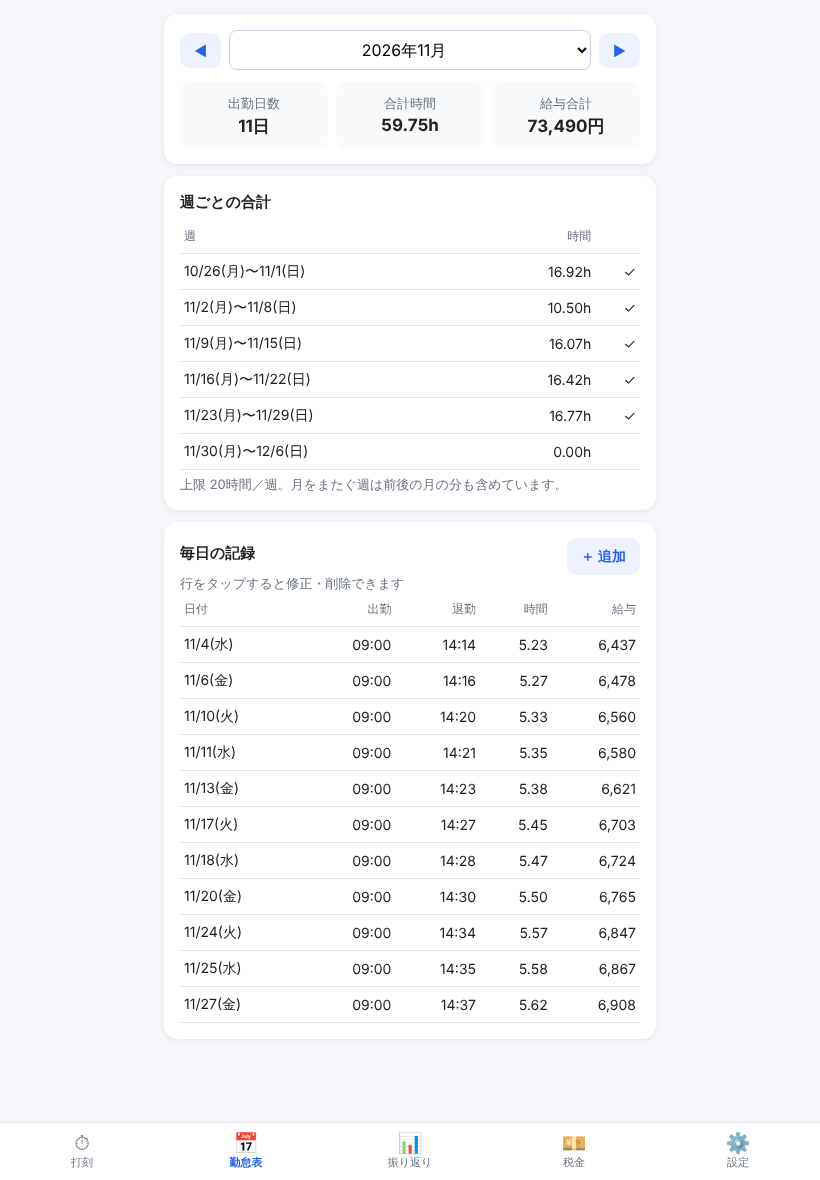 ◀ 2026年11月 ▶
出勤日数 合計時間 給与合計
11日 59.75h 73,490円
週ごとの合計
週 時間
10/26(月)〜11/1(日) 16.92h ✓
11/2(月)〜11/8(日) 10.50h ✓
11/9(月)〜11/15(日) 16.07h ✓
11/16(月)〜11/22(日) 16.42h ✓
11/23(月)〜11/29(日) 16.77h ✓
11/30(月)〜12/6(日) 0.00h
上限 20時間／週。月をまたぐ週は前後の月の分も含めています。
毎日の記録 ＋ 追加
行をタップすると修正・削除できます
日付 出勤 退勤 時間 給与
11/4(水) 09:00 14:14 5.23 6,437
11/6(金) 09:00 14:16 5.27 6,478
11/10(火) 09:00 14:20 5.33 6,560
11/11(水) 09:00 14:21 5.35 6,580
11/13(金) 09:00 14:23 5.38 6,621
11/17(火) 09:00 14:27 5.45 6,703
11/18(水) 09:00 14:28 5.47 6,724
11/20(金) 09:00 14:30 5.50 6,765
11/24(火) 09:00 14:34 5.57 6,847
11/25(水) 09:00 14:35 5.58 6,867
11/27(金) 09:00 14:37 5.62 6,908
打刻 勤怠表 振り返り 税金 設定